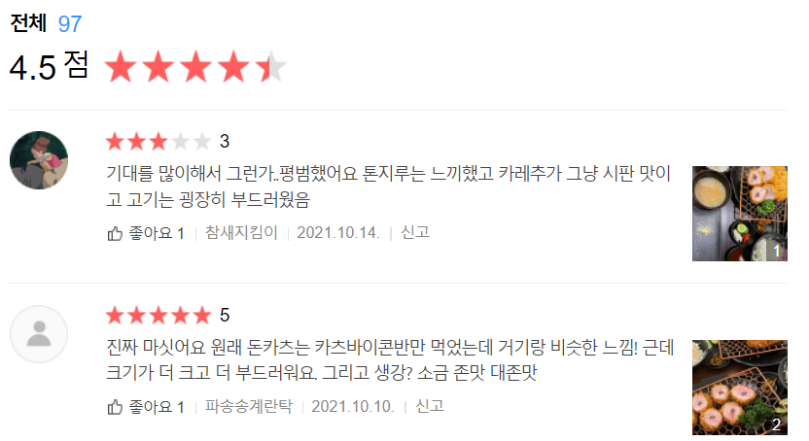 전체 97
4.5 점
3
기대를 많이해서 그런가..평범했어요 톤지루는 느끼했고 카레추가 그냥 시판 맛이
고 고기는 굉장히 부드러웠음
좋아요 1 참새지킴이 2021.10.14. 신고
1
5
진짜 마싯어요 원래 돈카츠는 카츠바이콘반만 먹었는데 거기랑 비슷한 느낌! 근데
크기가 더 크고 더 부드러워요. 그리고 생강? 소금 존맛 대존맛
좋아요 1 파송송계란탁 2021.10.10. 신고
2